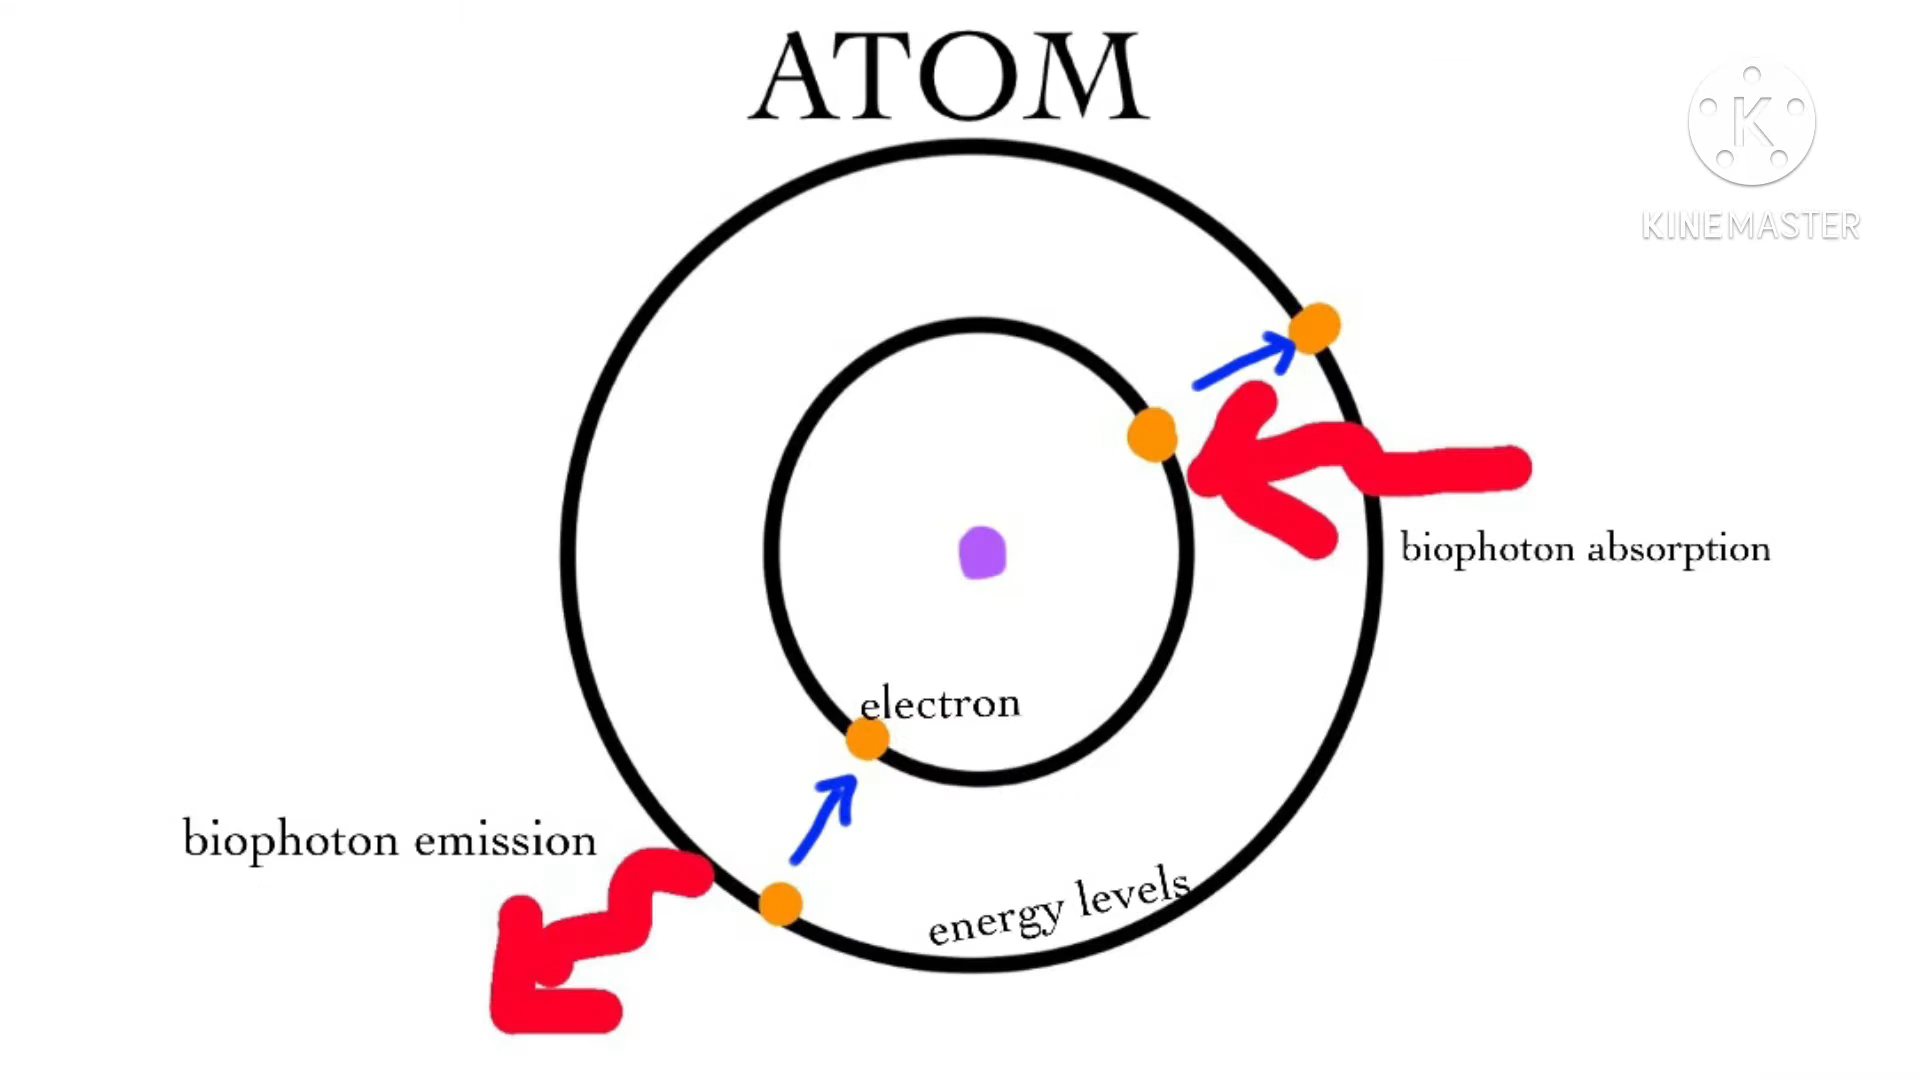 ATOM
K
KINEMASTER
biophoton absorption
electron
biophoton emission
energy levels